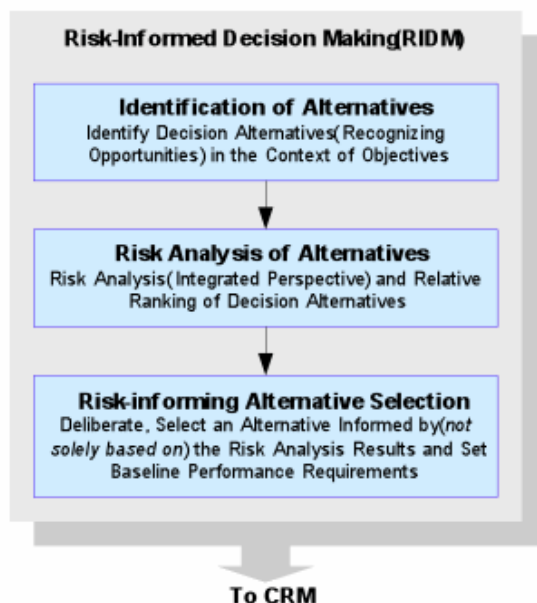 Risk-Informed Decision Making(RIDM)
Identification of Alternatives
Identify Decision Alternatives(Recognizing
Opportunities) in the Context of Objectives
Risk Analysis of Alternatives
Risk Analysis(Integrated Perspective) and Relative
Ranking of Decision Alternatives
Risk-informing Alternative Selection
Deliberate, Select an Alternative Informed by(not
solely based on) the Risk Analysis Results and Set
Baseline Performance Requirements
To CRM